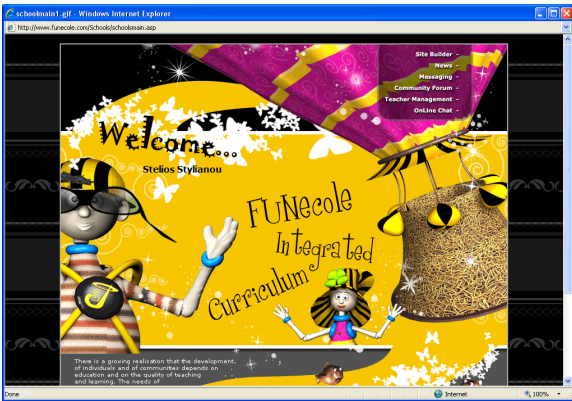 schoolmain1.gif - Windows Internet Explorer
http://www.funecole.com/Schools/schoolsmain.asp
Site Builder -
News -
Messaging -
Community Forum -
Teacher Management -
OnLine Chat -
Welcome...
Stelios Stylianou
FUNecole
Integrated
Curriculum
There is a growing realisation that the development,
of individuals and of communities depends on
education and on the quality of teaching
and learning. The needs of
Done
Internet
100%